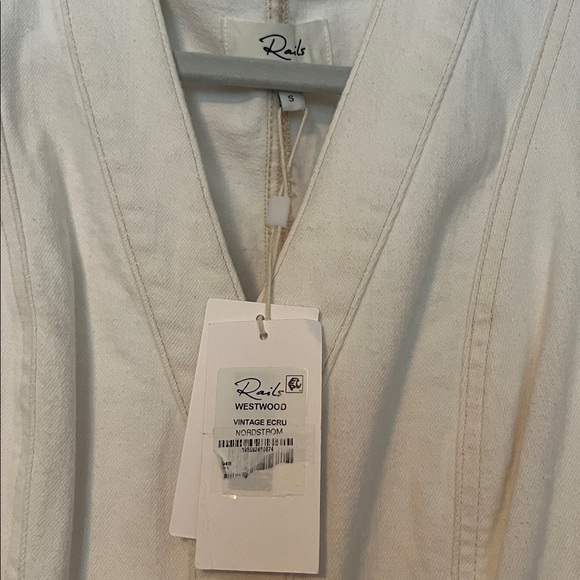 Rails
S
Rails
WESTWOOD
VINTAGE ECRU
NORDSTROM